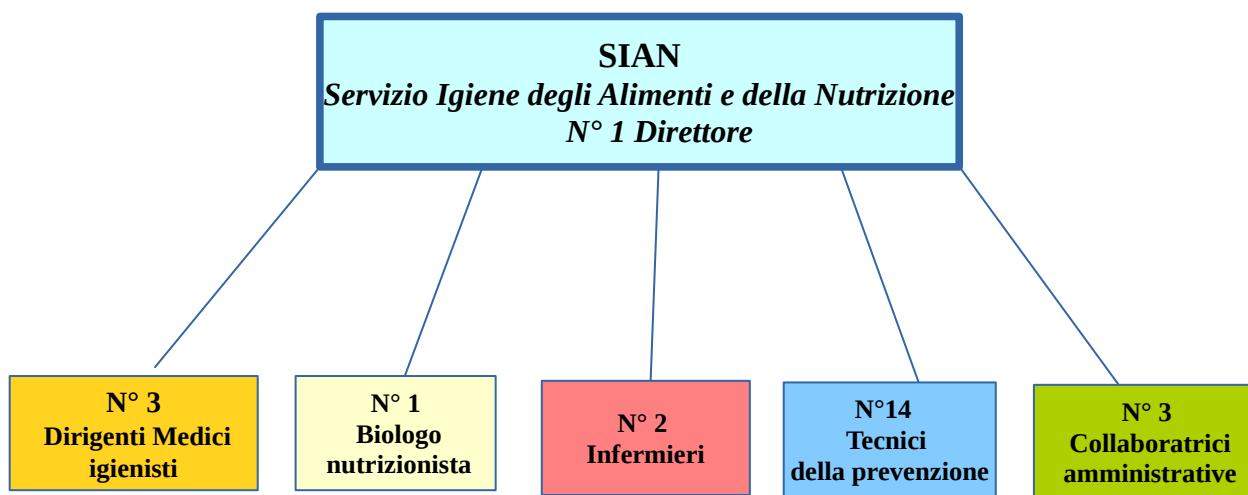 SIAN
Servizio Igiene degli Alimenti e della Nutrizione
N° 1 Direttore
N° 3
Dirigenti Medici
igienisti
N° 1
Biologo
nutrizionista
N° 2
Infermieri
N°14
Tecnici
della prevenzione
N° 3
Collaboratrici
amministrative